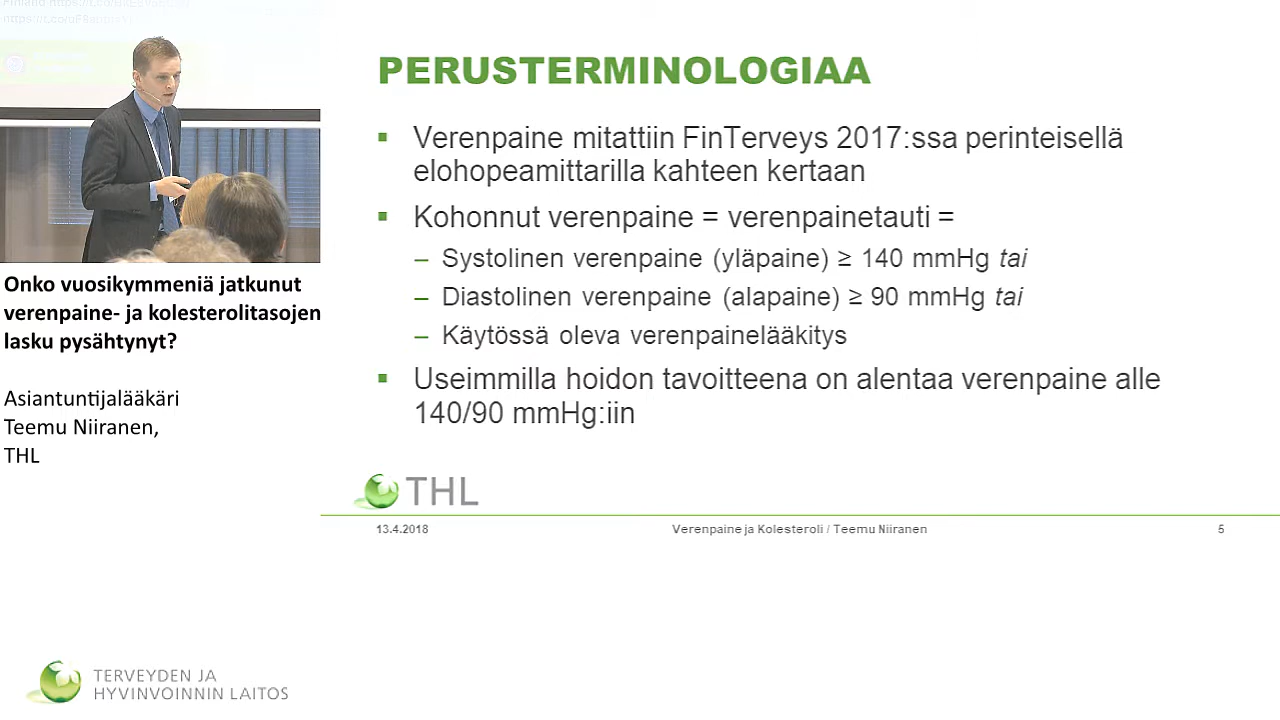 PERUSTERMINOLOGIAA
Verenpaine mitattiin FinTerveys 2017:ssa perinteisellä
elohopeamittarilla kahteen kertaan
Kohonnut verenpaine = verenpainetauti =
– Systolinen verenpaine (yläpaine) ≥ 140 mmHg tai
– Diastolinen verenpaine (alapaine) ≥ 90 mmHg tai
– Käytössä oleva verenpainelääkitys
Useimmilla hoidon tavoitteena on alentaa verenpaine alle
140/90 mmHg:iin
THL
13.4.2018 Verenpaine ja Kolesteroli / Teemu Niiranen 5
Onko vuosikymmeniä jatkunut
verenpaine- ja kolesterolitasojen
lasku pysähtynyt?
Asiantuntijalääkäri
Teemu Niiranen,
THL
TERVEYDEN JA
HYVINVOINNIN LAITOS